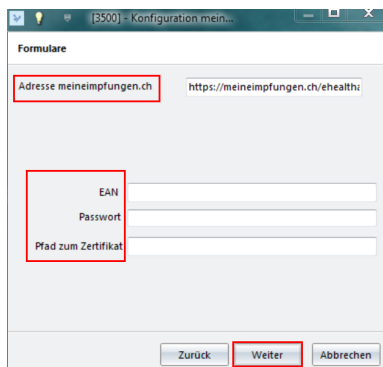 [3500] - Konfiguration mein...
Formulare
Adresse meineimpfungen.ch https://meineimpfungen.ch/ehealtha
EAN
Passwort
Pfad zum Zertifikat
Zurück Weiter Abbrechen